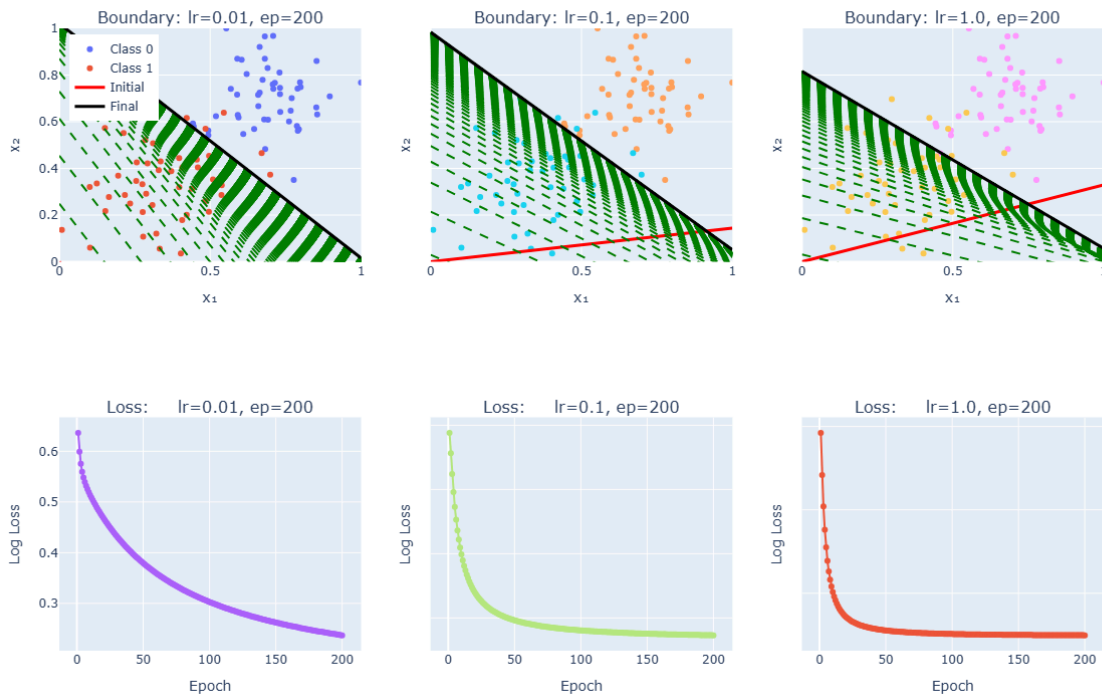 Boundary: lr=0.01, ep=200
Boundary: lr=0.1, ep=200
Boundary: lr=1.0, ep=200
Class 0
Class 1
Initial
Final
1
0.8
0.6
0.4
0.2
0
x₂
x₂
x₂
0
0.5
1
0
0.5
1
0
0.5
1
x₁
x₁
x₁
Loss: lr=0.01, ep=200
Loss: lr=0.1, ep=200
Loss: lr=1.0, ep=200
0.6
0.5
0.4
0.3
Log Loss
Log Loss
Log Loss
0
50
100
150
200
0
50
100
150
200
0
50
100
150
200
Epoch
Epoch
Epoch